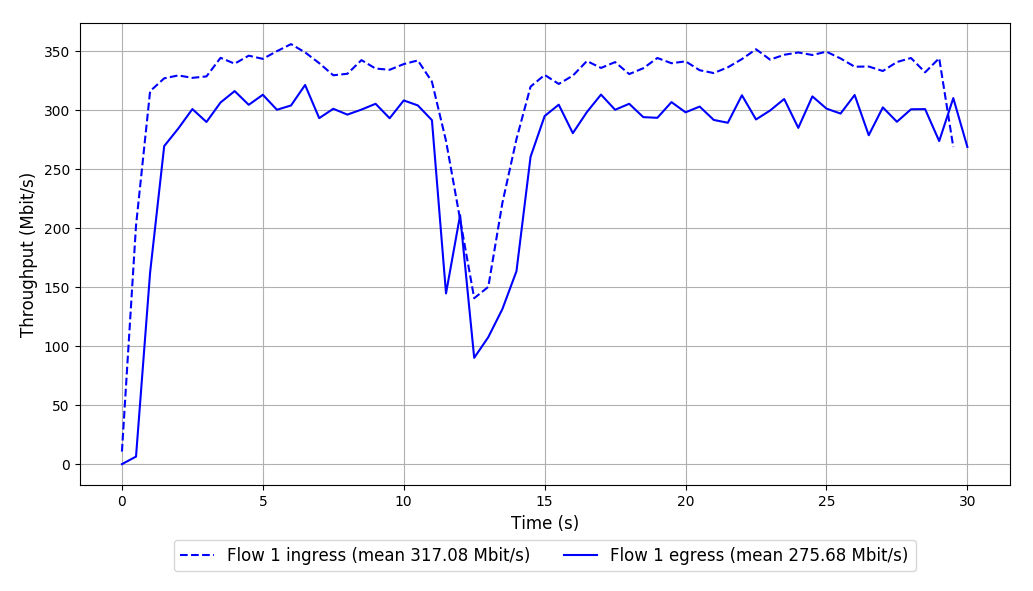 350
300
250
200
150
100
50
0
Throughput (Mbit/s)
0 5 10 15 20 25 30
Time (s)
Flow 1 ingress (mean 317.08 Mbit/s) Flow 1 egress (mean 275.68 Mbit/s)